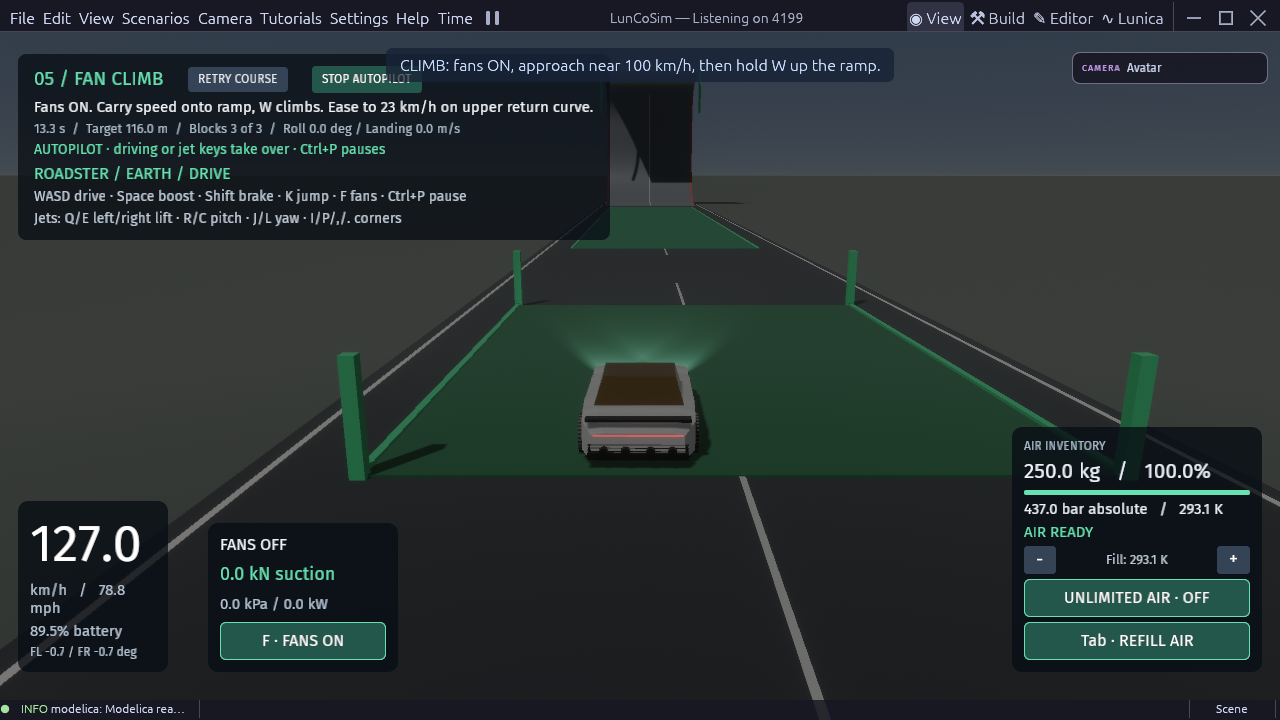 File Edit View Scenarios Camera Tutorials Settings Help Time
LunCoSim — Listening on 4199
View Build Editor Lunica
CLIMB: fans ON, approach near 100 km/h, then hold W up the ramp.
05 / FAN CLIMB
RETRY COURSE
STOP AUTOPILOT
Fans ON. Carry speed onto ramp, W climbs. Ease to 23 km/h on upper return curve.
13.3 s / Target 116.0 m / Blocks 3 of 3 / Roll 0.0 deg / Landing 0.0 m/s
AUTOPILOT · driving or jet keys take over · Ctrl+P pauses
ROADSTER / EARTH / DRIVE
WASD drive · Space boost · Shift brake · K jump · F fans · Ctrl+P pause
Jets: Q/E left/right lift · R/C pitch · J/L yaw · I/P/,/. corners
CAMERA Avatar
127.0
km/h / 78.8
mph
89.5% battery
FL -0.7 / FR -0.7 deg
FANS OFF
0.0 kN suction
0.0 kPa / 0.0 kW
F · FANS ON
AIR INVENTORY
250.0 kg / 100.0%
437.0 bar absolute / 293.1 K
AIR READY
- Fill: 293.1 K +
UNLIMITED AIR · OFF
Tab · REFILL AIR
INFO modelica: Modelica rea...
Scene